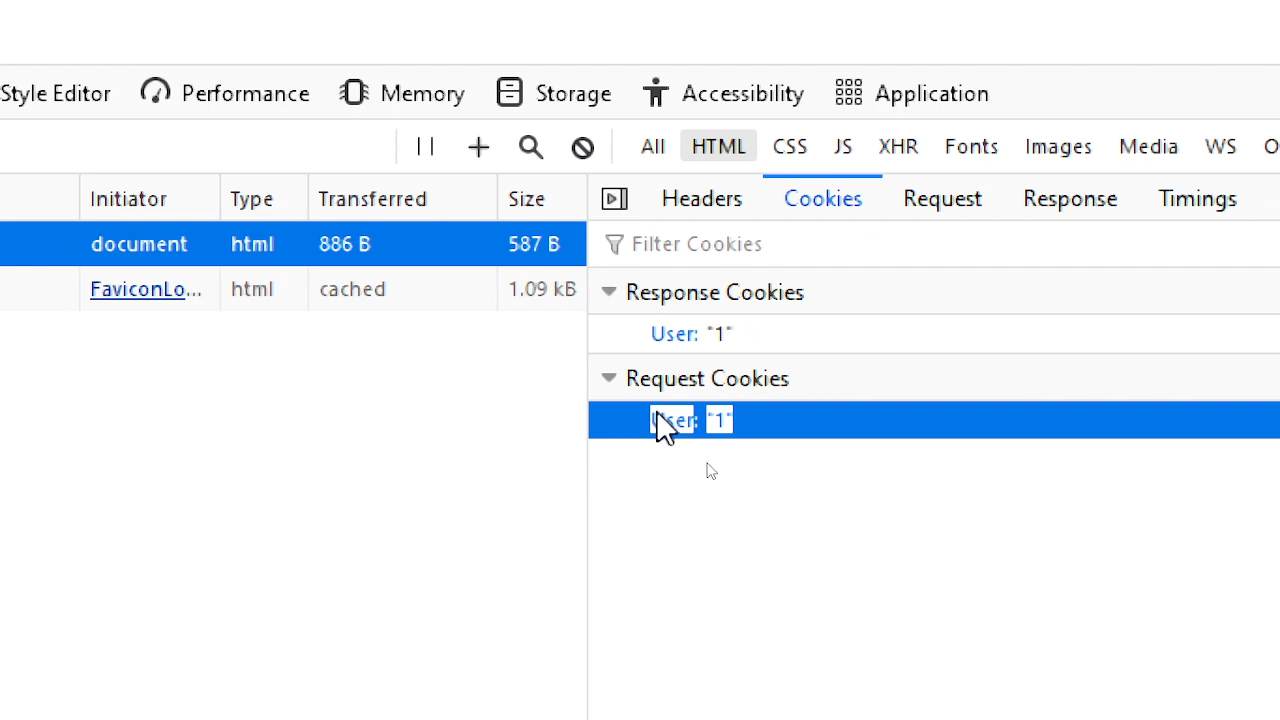 Style Editor Performance Memory Storage Accessibility Application
All HTML CSS JS XHR Fonts Images Media WS
Initiator Type Transferred Size Headers Cookies Request Response Timings
document html 886 B 587 B Filter Cookies
FaviconLo... html cached 1.09 kB Response Cookies
User: "1"
Request Cookies
User: "1"